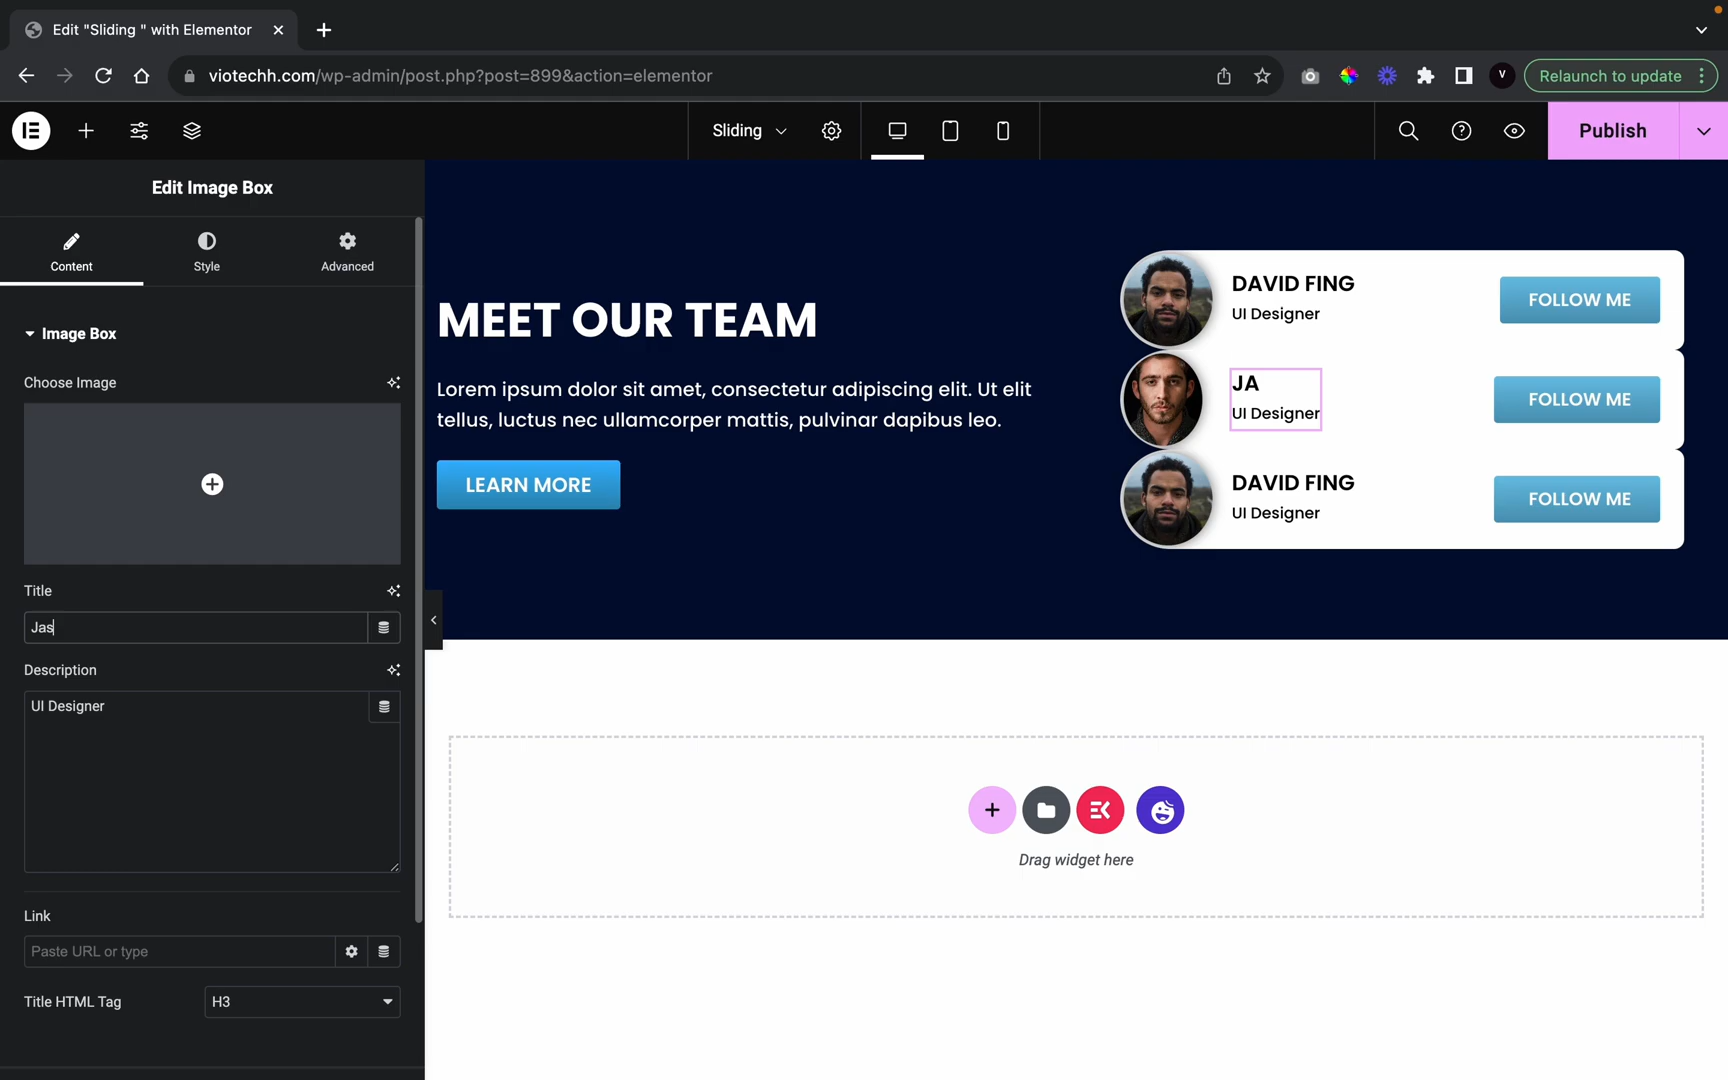 Edit "Sliding " with Elementor
viotechh.com/wp-admin/post.php?post=899&action=elementor
V
Relaunch to update
Sliding
Publish
Edit Image Box
Content
Style
Advanced
Image Box
Choose Image
Title
Jas
Description
UI Designer
Link
Paste URL or type
Title HTML Tag
H3
MEET OUR TEAM
Lorem ipsum dolor sit amet, consectetur adipiscing elit. Ut elit
tellus, luctus nec ullamcorper mattis, pulvinar dapibus leo.
LEARN MORE
DAVID FING
UI Designer
FOLLOW ME
JA
UI Designer
FOLLOW ME
DAVID FING
UI Designer
FOLLOW ME
Drag widget here